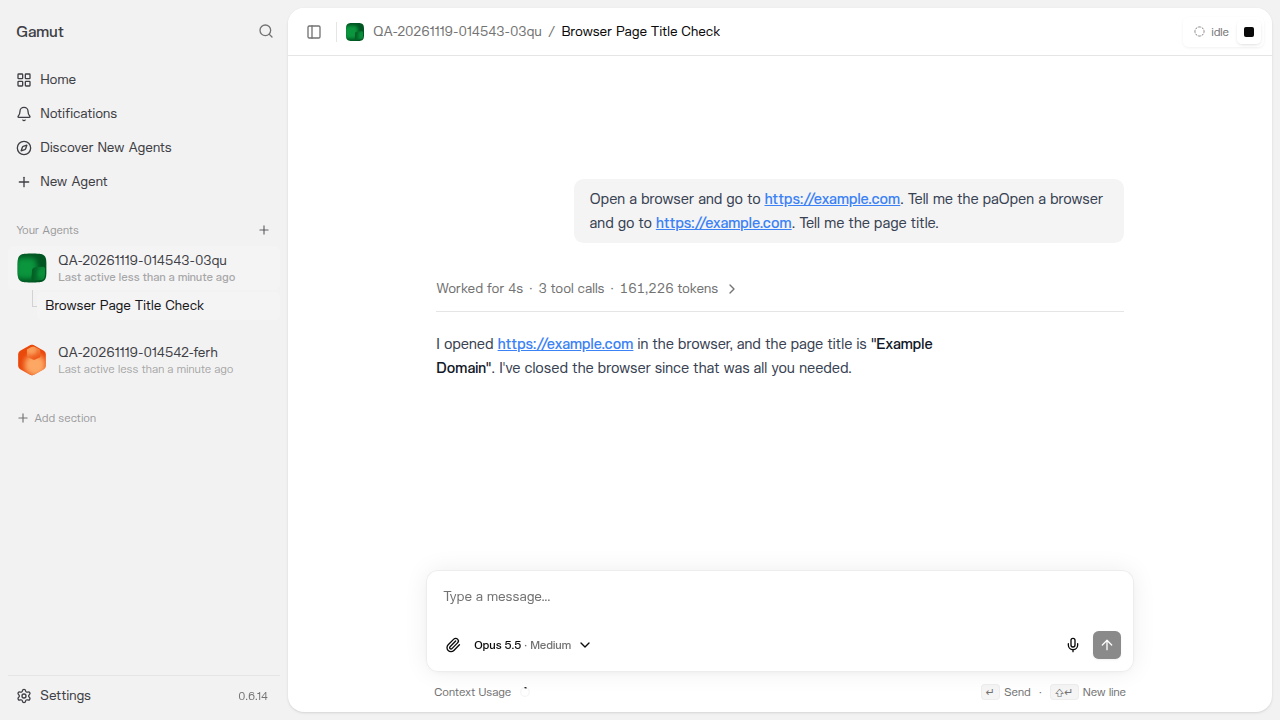 Gamut
Home
Notifications
Discover New Agents
New Agent
Your Agents
QA-20261119-014543-03qu
Last active less than a minute ago
Browser Page Title Check
QA-20261119-014542-ferh
Last active less than a minute ago
Add section
Settings
0.6.14
QA-20261119-014543-03qu / Browser Page Title Check
idle
Open a browser and go to https://example.com. Tell me the paOpen a browser
and go to https://example.com. Tell me the page title.
Worked for 4s · 3 tool calls · 161,226 tokens
I opened https://example.com in the browser, and the page title is "Example
Domain". I've closed the browser since that was all you needed.
Type a message...
Opus 5.5 · Medium
Context Usage
Send · New line